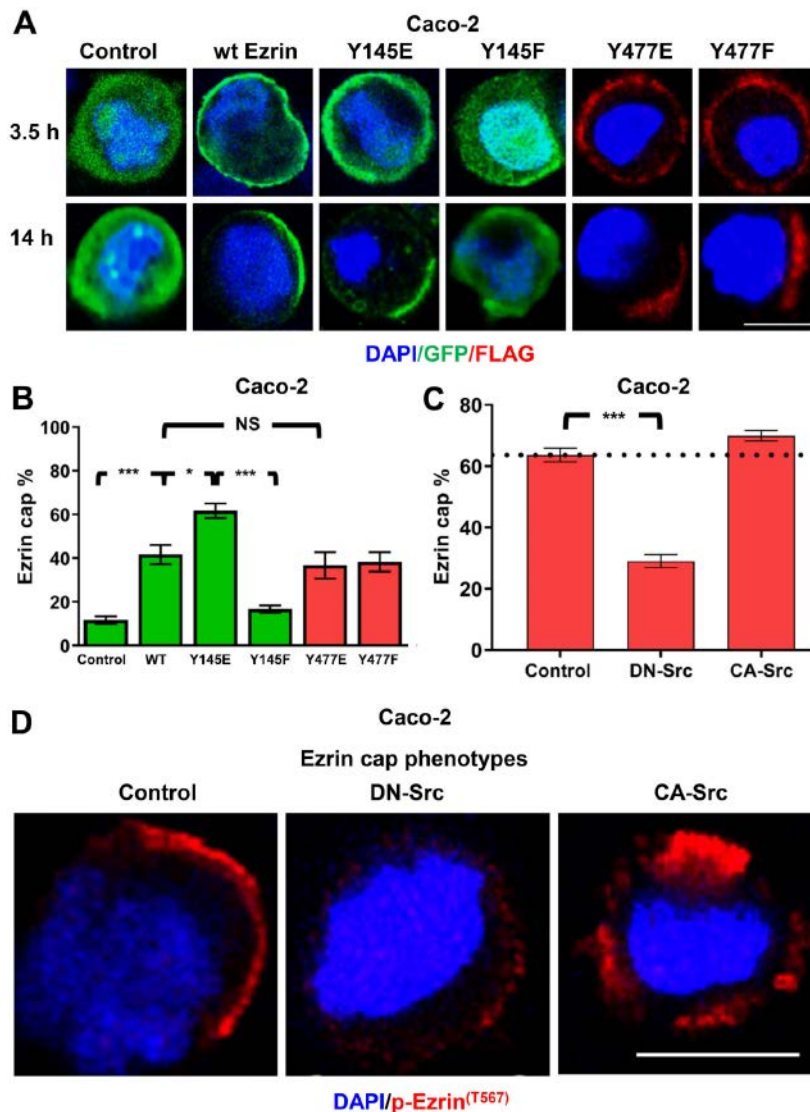 A
Caco-2
Control wt Ezrin Y145E Y145F Y477E Y477F
3.5 h
14 h
DAPI/GFP/FLAG
B
Caco-2
NS
*** * ***
Ezrin cap %
100
80
60
40
20
0
Control WT Y145E Y145F Y477E Y477F
C
Caco-2
***
Ezrin cap %
80
60
40
20
0
Control DN-Src CA-Src
D
Caco-2
Ezrin cap phenotypes
Control DN-Src CA-Src
DAPI/p-Ezrin(T567)